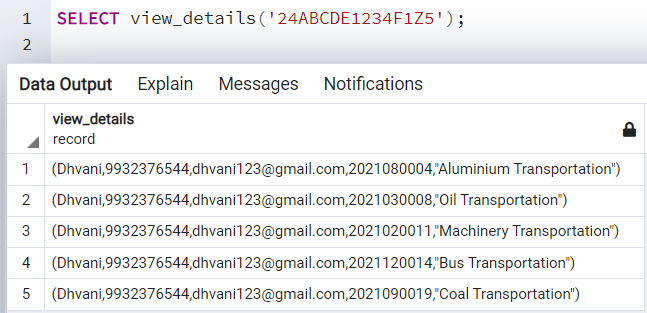 1 SELECT view_details('24ABCDE1234F1Z5');
2
Data Output Explain Messages Notifications
view_details
record
1 (Dhvani,9932376544,dhvani123@gmail.com,2021080004,"Aluminium Transportation")
2 (Dhvani,9932376544,dhvani123@gmail.com,2021030008,"Oil Transportation")
3 (Dhvani,9932376544,dhvani123@gmail.com,2021020011,"Machinery Transportation")
4 (Dhvani,9932376544,dhvani123@gmail.com,2021120014,"Bus Transportation")
5 (Dhvani,9932376544,dhvani123@gmail.com,2021090019,"Coal Transportation")